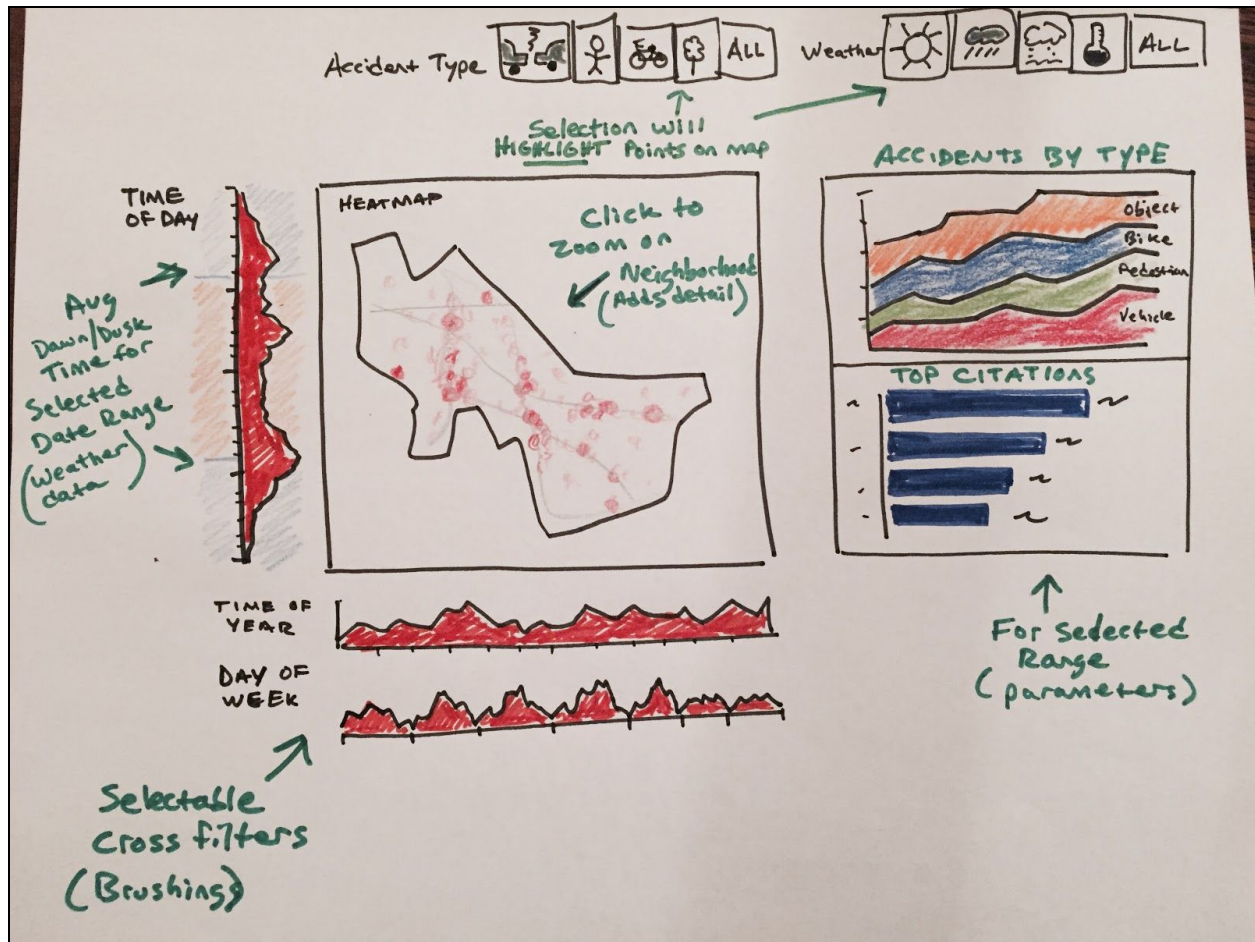 Accident Type
ALL
Weather
ALL
Selection will
HIGHLIGHT Points on map
TIME
OF DAY
Avg
Dawn/Dusk
Time for
Selected
Date Range
(Weather)
data
HEATMAP
Click to
Zoom on
Neighborhood
(Adds detail)
ACCIDENTS BY TYPE
Object
Bike
Pedestrian
Vehicle
TOP CITATIONS
TIME OF
YEAR
DAY OF
WEEK
For Selected
Range
(parameters)
Selectable
Cross filters
(Brushing)